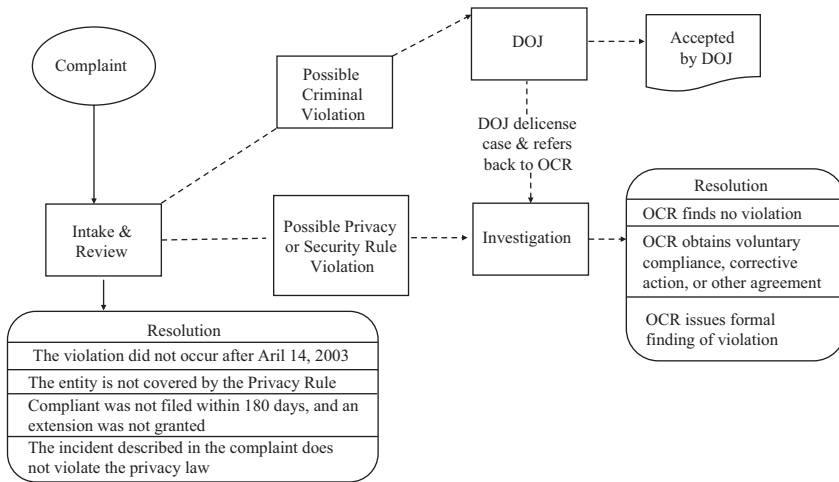 Complaint
Possible
Criminal
Violation
DOJ
Accepted
by DOJ
DOJ delicense
case & refers
back to OCR
Intake &
Review
Possible Privacy
or Security Rule
Violation
Investigation
Resolution
OCR finds no violation
OCR obtains voluntary
compliance, corrective
action, or other agreement
OCR issues formal
finding of violation
Resolution
The violation did not occur after Aril 14, 2003
The entity is not covered by the Privacy Rule
Compliant was not filed within 180 days, and an
extension was not granted
The incident described in the complaint does
not violate the privacy law